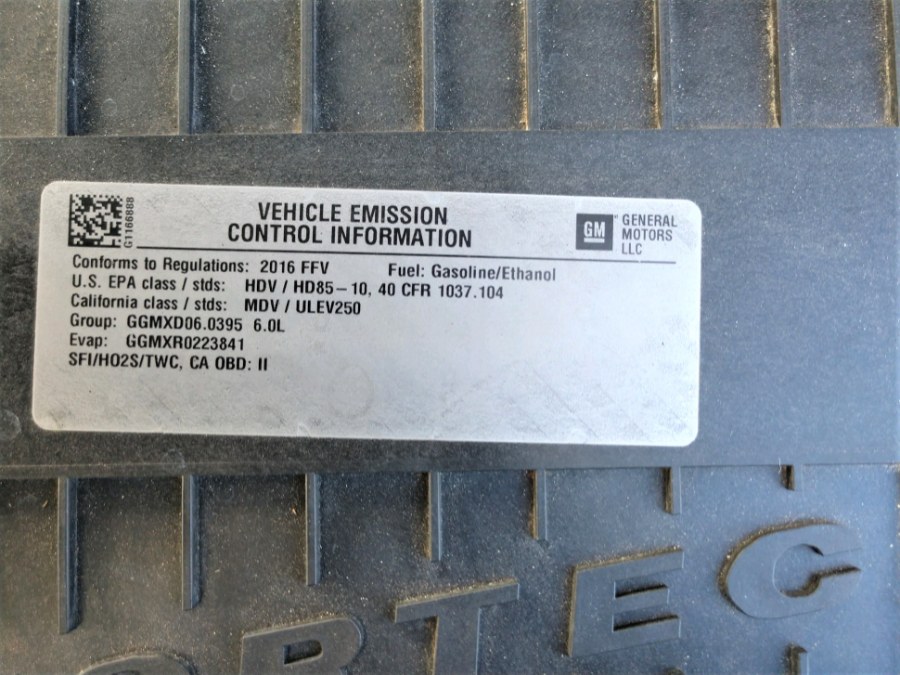 G1166888
VEHICLE EMISSION
CONTROL INFORMATION
GM
GENERAL
MOTORS
LLC
Conforms to Regulations: 2016 FFV Fuel: Gasoline/Ethanol
U.S. EPA class / stds: HDV / HD85-10, 40 CFR 1037.104
California class / stds: MDV / ULEV250
Group: GGMXD06.0395 6.0L
Evap: GGMXR0223841
SFI/HO2S/TWC, CA OBD: II
ORTEC